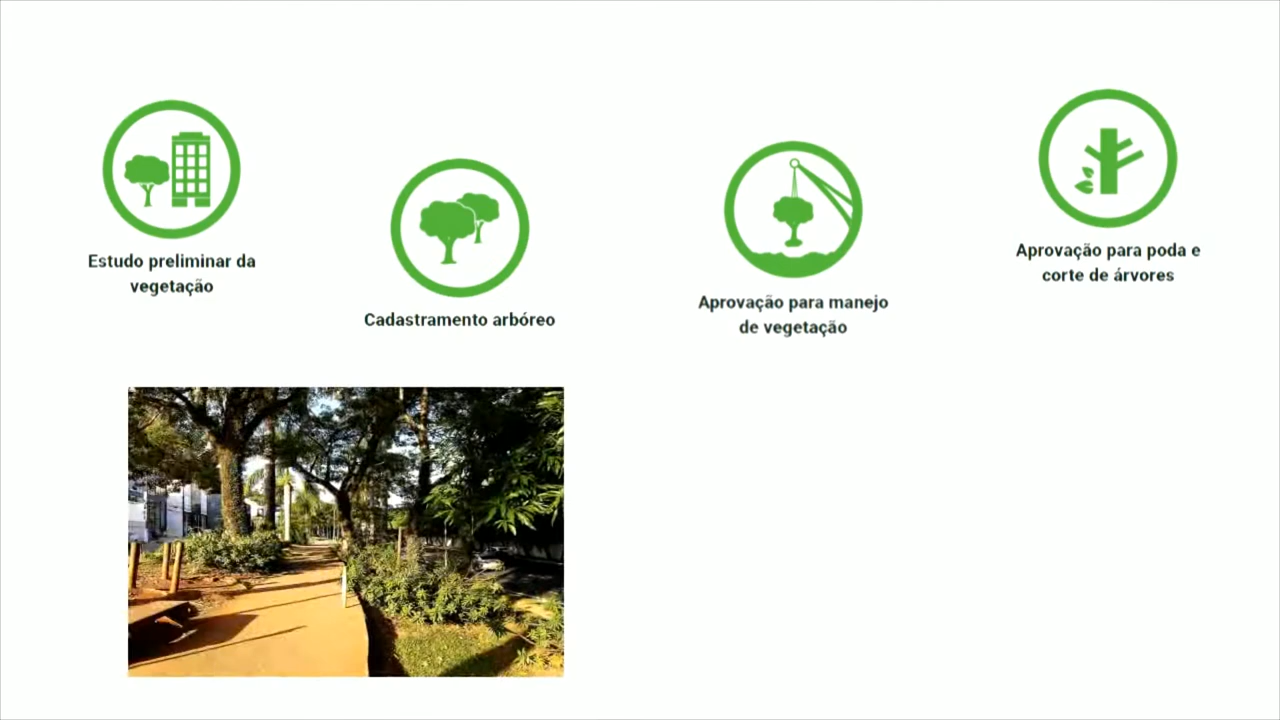 Estudo preliminar da
vegetação
Cadastramento arbóreo
Aprovação para manejo
de vegetação
Aprovação para poda e
corte de árvores